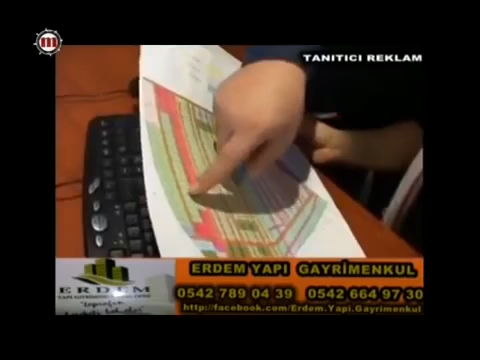 TANITICI REKLAM
ERDEM YAPI GAYRİMENKUL
ERDEM
0542 789 04 39 0542 664 97 30
http://facebook.com/Erdem.Yapi.Gayrimenkul